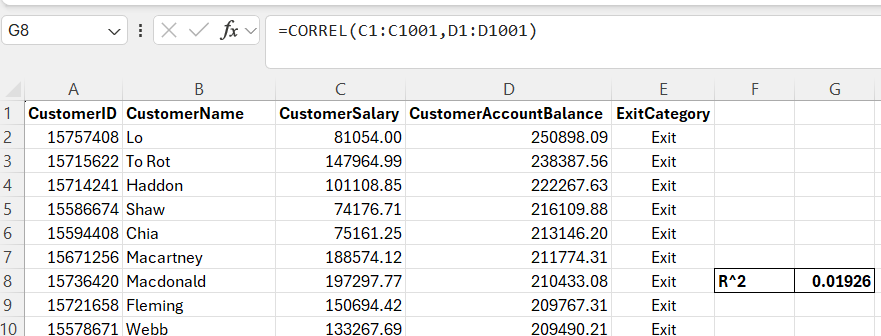 G8 fx =CORREL(C1:C1001,D1:D1001)
A B C D E F G
1 CustomerID CustomerName CustomerSalary CustomerAccountBalance ExitCategory
2 15757408 Lo 81054.00 250898.09 Exit
3 15715622 To Rot 147964.99 238387.56 Exit
4 15714241 Haddon 101108.85 222267.63 Exit
5 15586674 Shaw 74176.71 216109.88 Exit
6 15594408 Chia 75161.25 213146.20 Exit
7 15671256 Macartney 188574.12 211774.31 Exit
8 15736420 Macdonald 197297.77 210433.08 Exit R^2 0.01926
9 15721658 Fleming 150694.42 209767.31 Exit
10 15578671 Webb 133267.69 209490.21 Exit